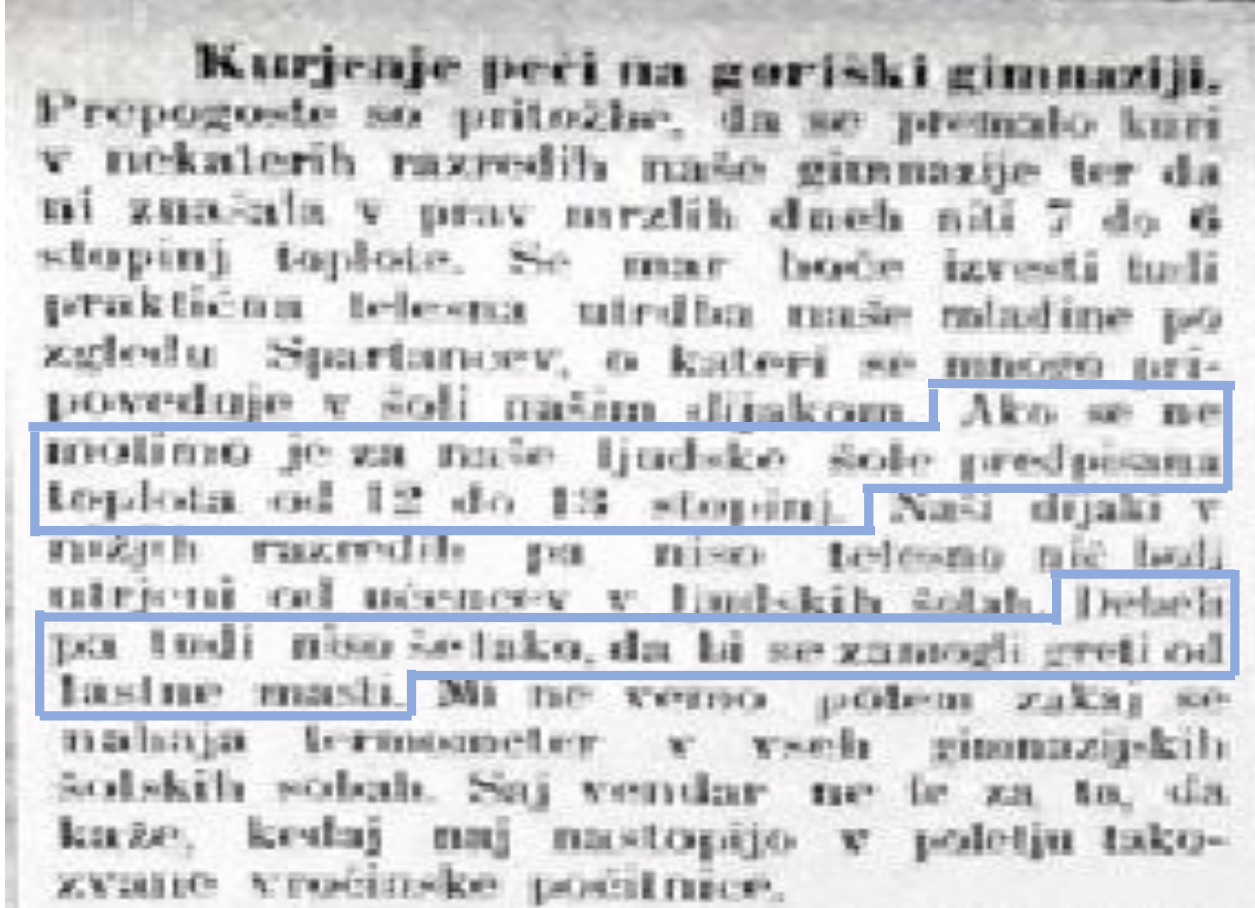 Kurjenje peči na goriški gimnaziji.
Prepogoste so pritožbe, da se premalo kuri
v nekaterih razredih naše gimnazije ter da
ni znašala v prav mrzlih dneh niti 7 do 6
stopinj toplote. Se mar hoče izvesti tudi
praktična telesna utrdba naše mladine po
zgledu Spartancev, o kateri se mnogo pri-
poveduje v šoli našim dijakom. Ako se ne
motimo je za naše ljudske šole predpisana
toplota od 12 do 13 stopinj. Naši dijaki v
nižjih razredih pa niso telesno nič bolj
utrjeni od učencev v ljudskih šolah. Debeli
pa tudi niso še tako, da bi se zamogli greti od
lastne masti. Mi ne vemo potem zakaj se
nahaja termometer v vseh gimnazijskih
šolskih sobah. Saj vendar ne le za to, da
kaže, kedaj naj nastopijo v poletju tako-
zvane vročinske počitnice.